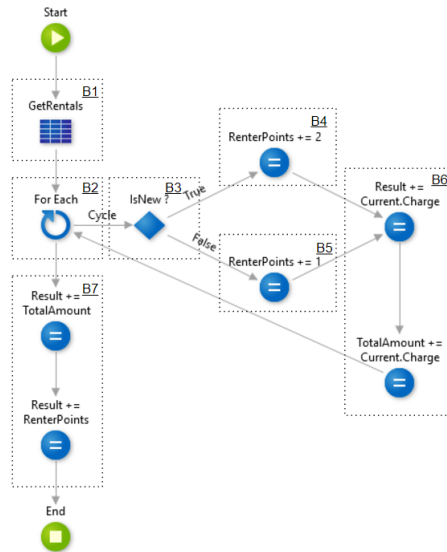 Start
B1
GetRentals
B2
For Each
Cycle
B3
IsNew ?
True
False
B4
RenterPoints += 2
B5
RenterPoints += 1
B6
Result +=
Current.Charge
TotalAmount +=
Current.Charge
B7
Result +=
TotalAmount
Result +=
RenterPoints
End